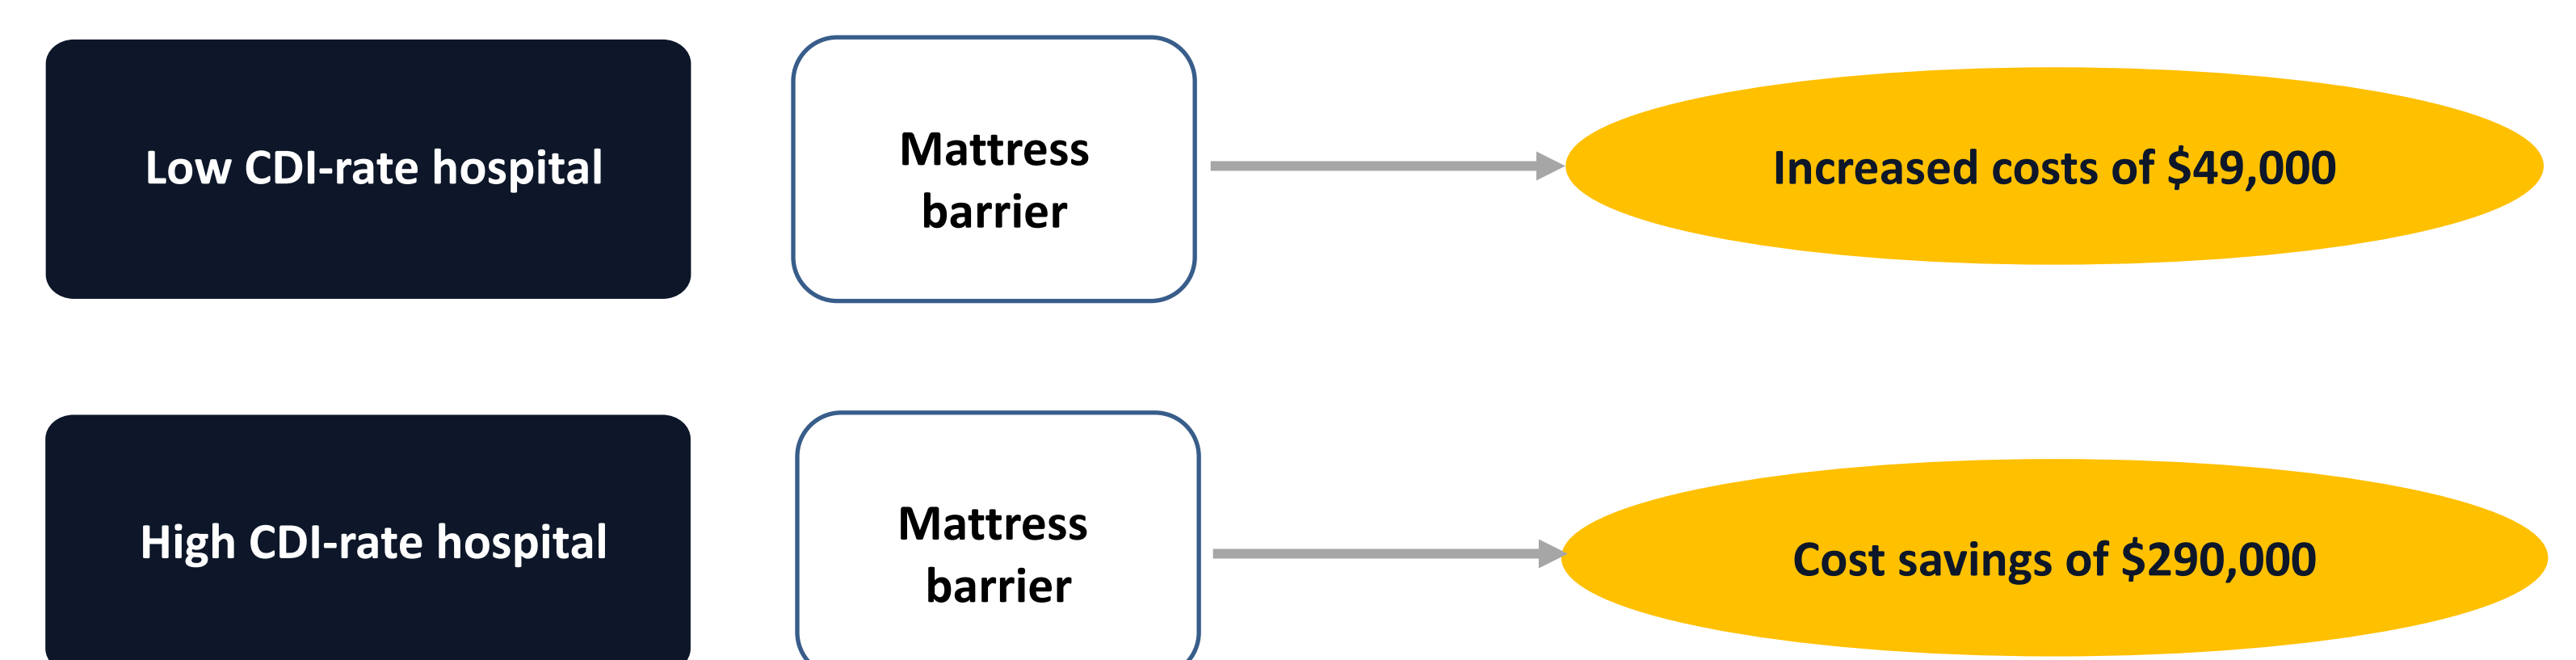 Low CDI-rate hospital
Mattress
barrier
Increased costs of $49,000
High CDI-rate hospital
Mattress
barrier
Cost savings of $290,000